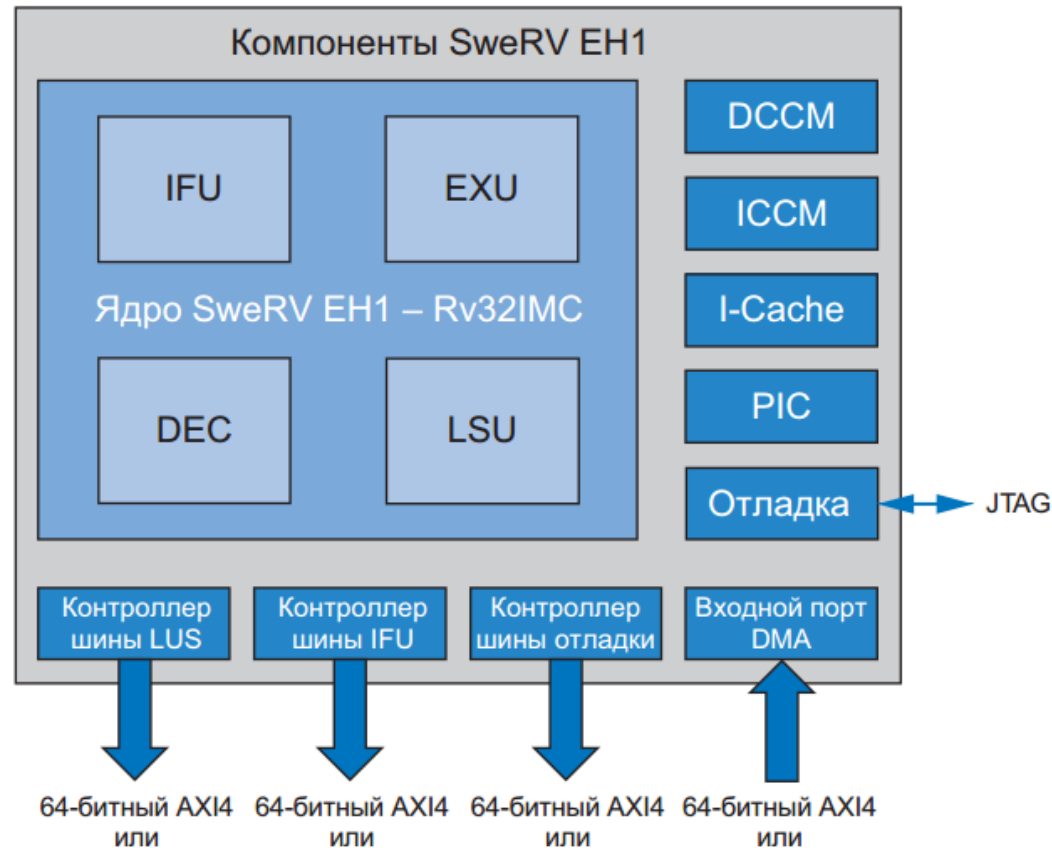 Компоненты SweRV EH1
IFU
EXU
Ядро SweRV EH1 – Rv32IMC
DEC
LSU
DCCM
ICCM
I-Cache
PIC
Отладка
JTAG
Контроллер
шины LUS
Контроллер
шины IFU
Контроллер
шины отладки
Входной порт
DMA
64-битный AXI4
или
64-битный AXI4
или
64-битный AXI4
или
64-битный AXI4
или